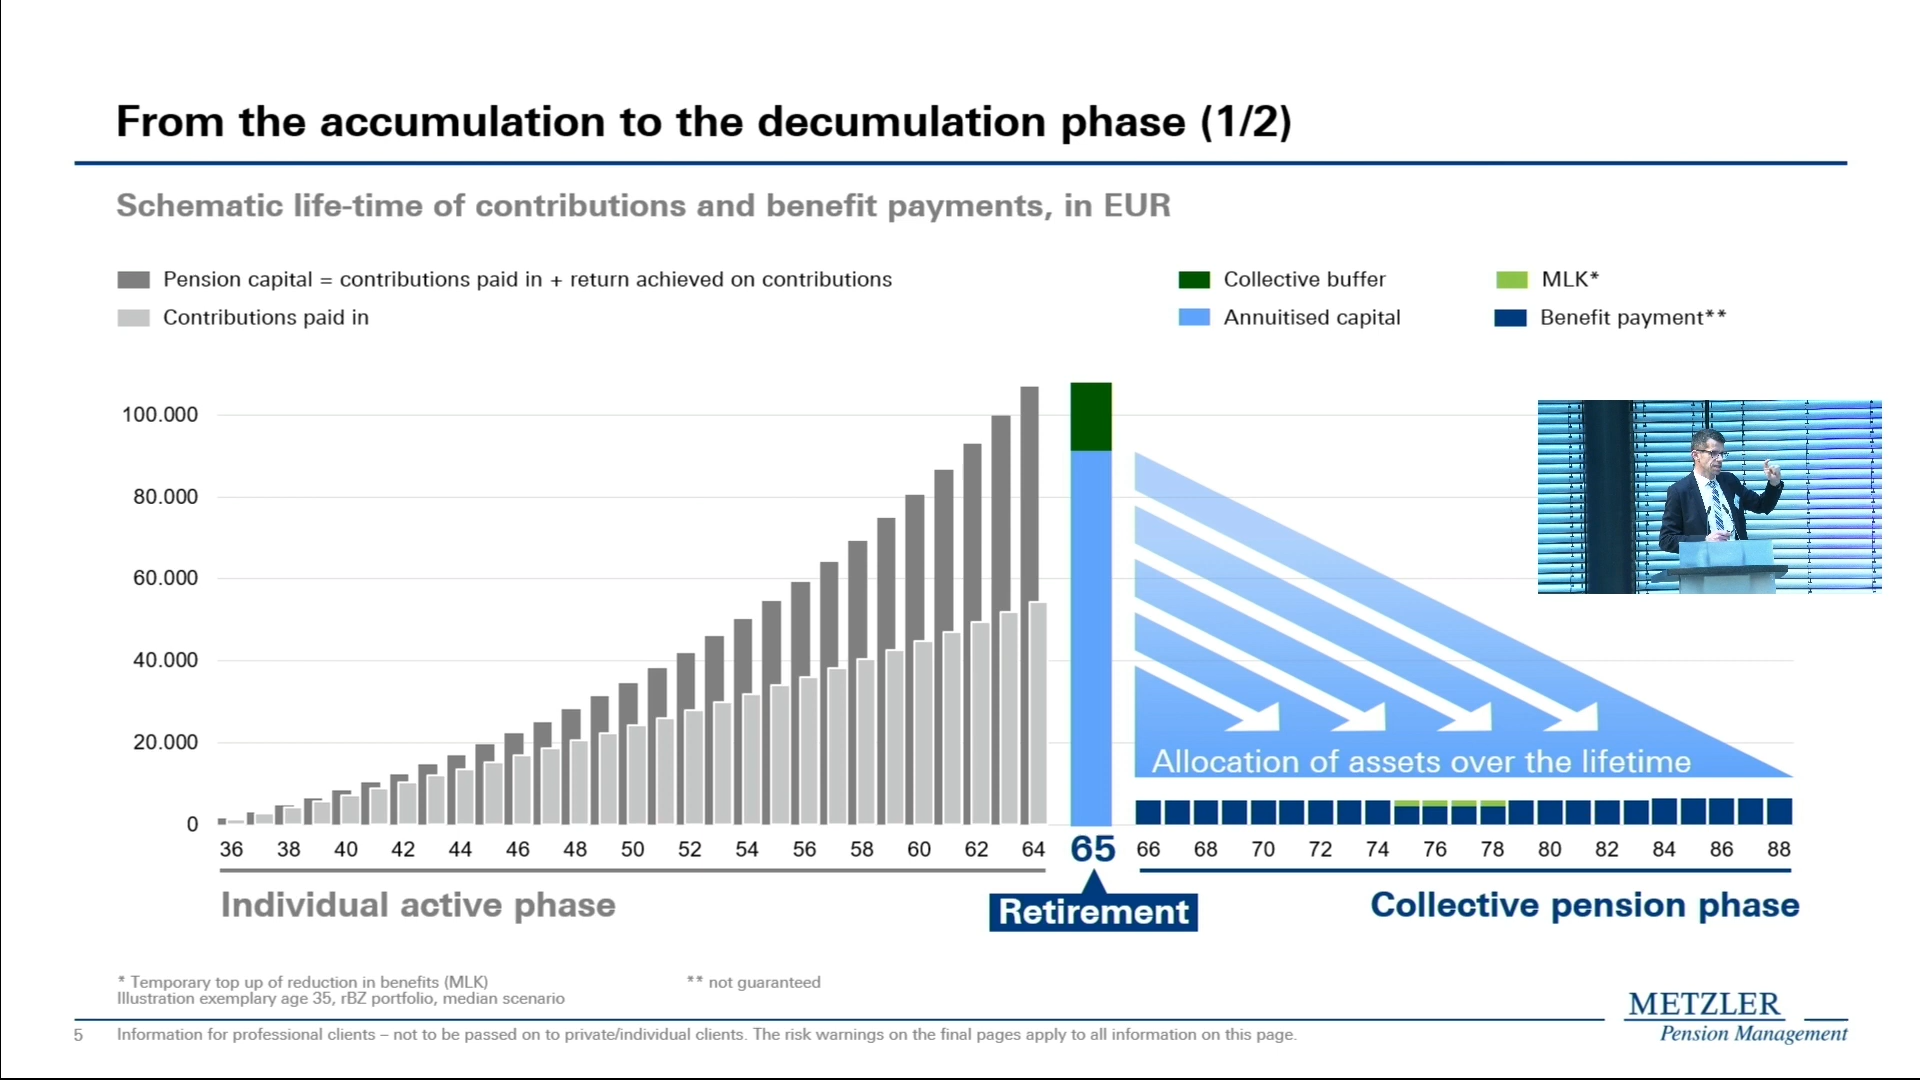 From the accumulation to the decumulation phase (1/2)
Schematic life-time of contributions and benefit payments, in EUR
Pension capital = contributions paid in + return achieved on contributions
Contributions paid in
Collective buffer
MLK*
Annuitised capital
Benefit payment**
100.000
80.000
60.000
40.000
20.000
0
Allocation of assets over the lifetime
36 38 40 42 44 46 48 50 52 54 56 58 60 62 64 65 66 68 70 72 74 76 78 80 82 84 86 88
Individual active phase
Retirement
Collective pension phase
* Temporary top up of reduction in benefits (MLK)
** not guaranteed
Illustration exemplary age 35, rBZ portfolio, median scenario
METZLER
Pension Management
5 Information for professional clients – not to be passed on to private/individual clients. The risk warnings on the final pages apply to all information on this page.